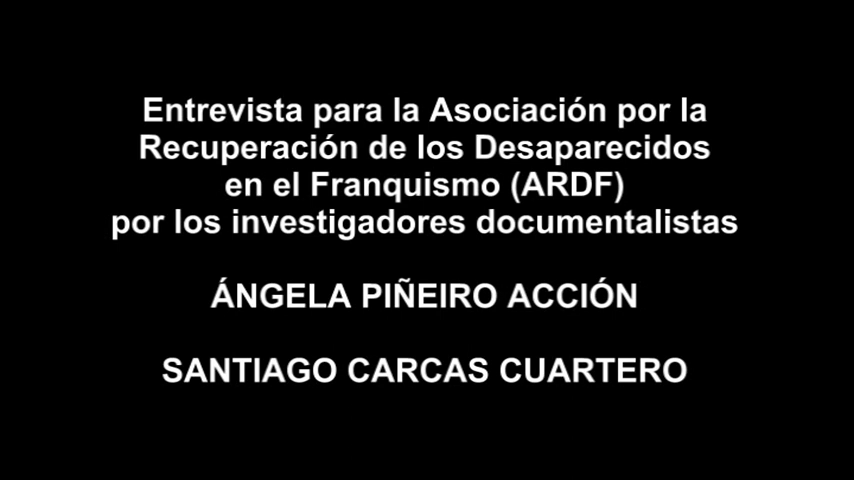 Entrevista para la Asociación por la
Recuperación de los Desaparecidos
en el Franquismo (ARDF)
por los investigadores documentalistas
ÁNGELA PIÑEIRO ACCIÓN
SANTIAGO CARCAS CUARTERO